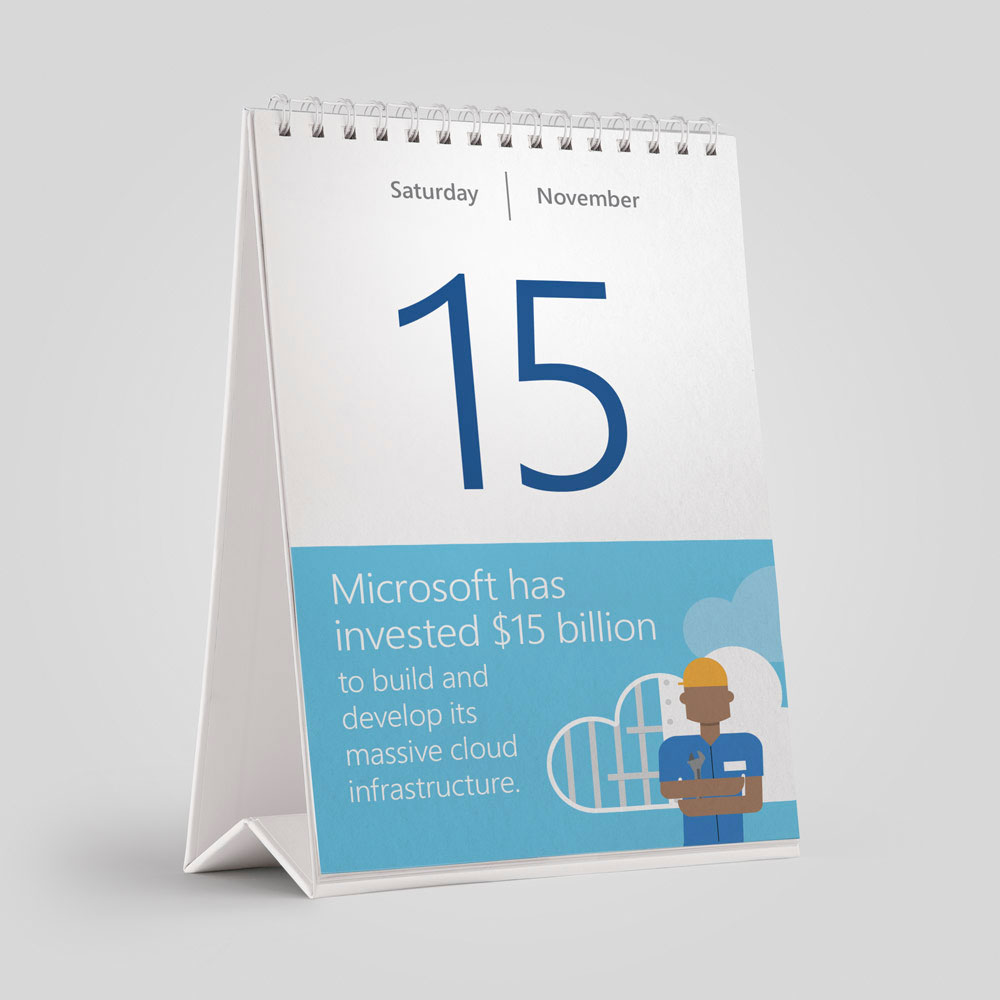 Saturday | November
15
Microsoft has
invested $15 billion
to build and
develop its
massive cloud
infrastructure.